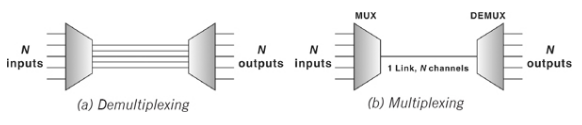 N
inputs
N
outputs
(a) Demultiplexing
MUX
DEMUX
N
inputs
1 Link, N channels
N
outputs
(b) Multiplexing